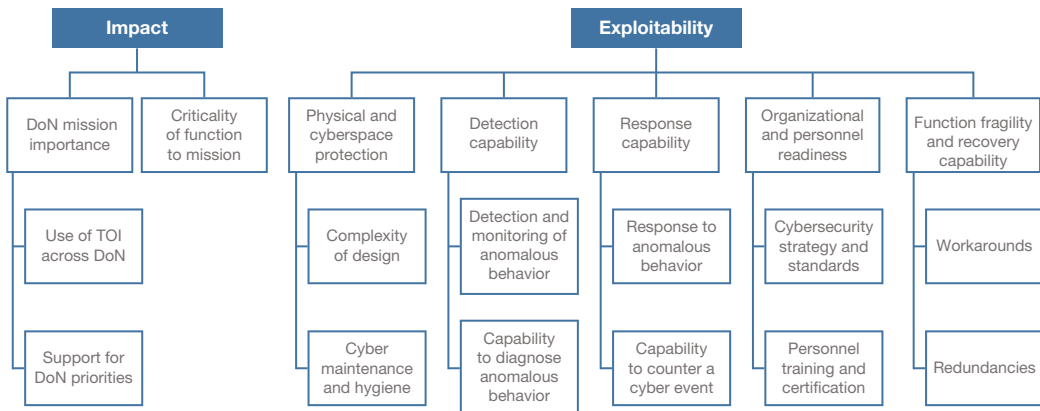 Impact
Exploitability
DoN mission
importance
Criticality
of function
to mission
Physical and
cyberspace
protection
Detection
capability
Response
capability
Organizational
and personnel
readiness
Function fragility
and recovery
capability
Use of TOI
across DoN
Complexity
of design
Detection and
monitoring of
anomalous
behavior
Response to
anomalous
behavior
Cybersecurity
strategy and
standards
Workarounds
Support for
DoN priorities
Cyber
maintenance
and hygiene
Capability
to diagnose
anomalous
behavior
Capability
to counter a
cyber event
Personnel
training and
certification
Redundancies